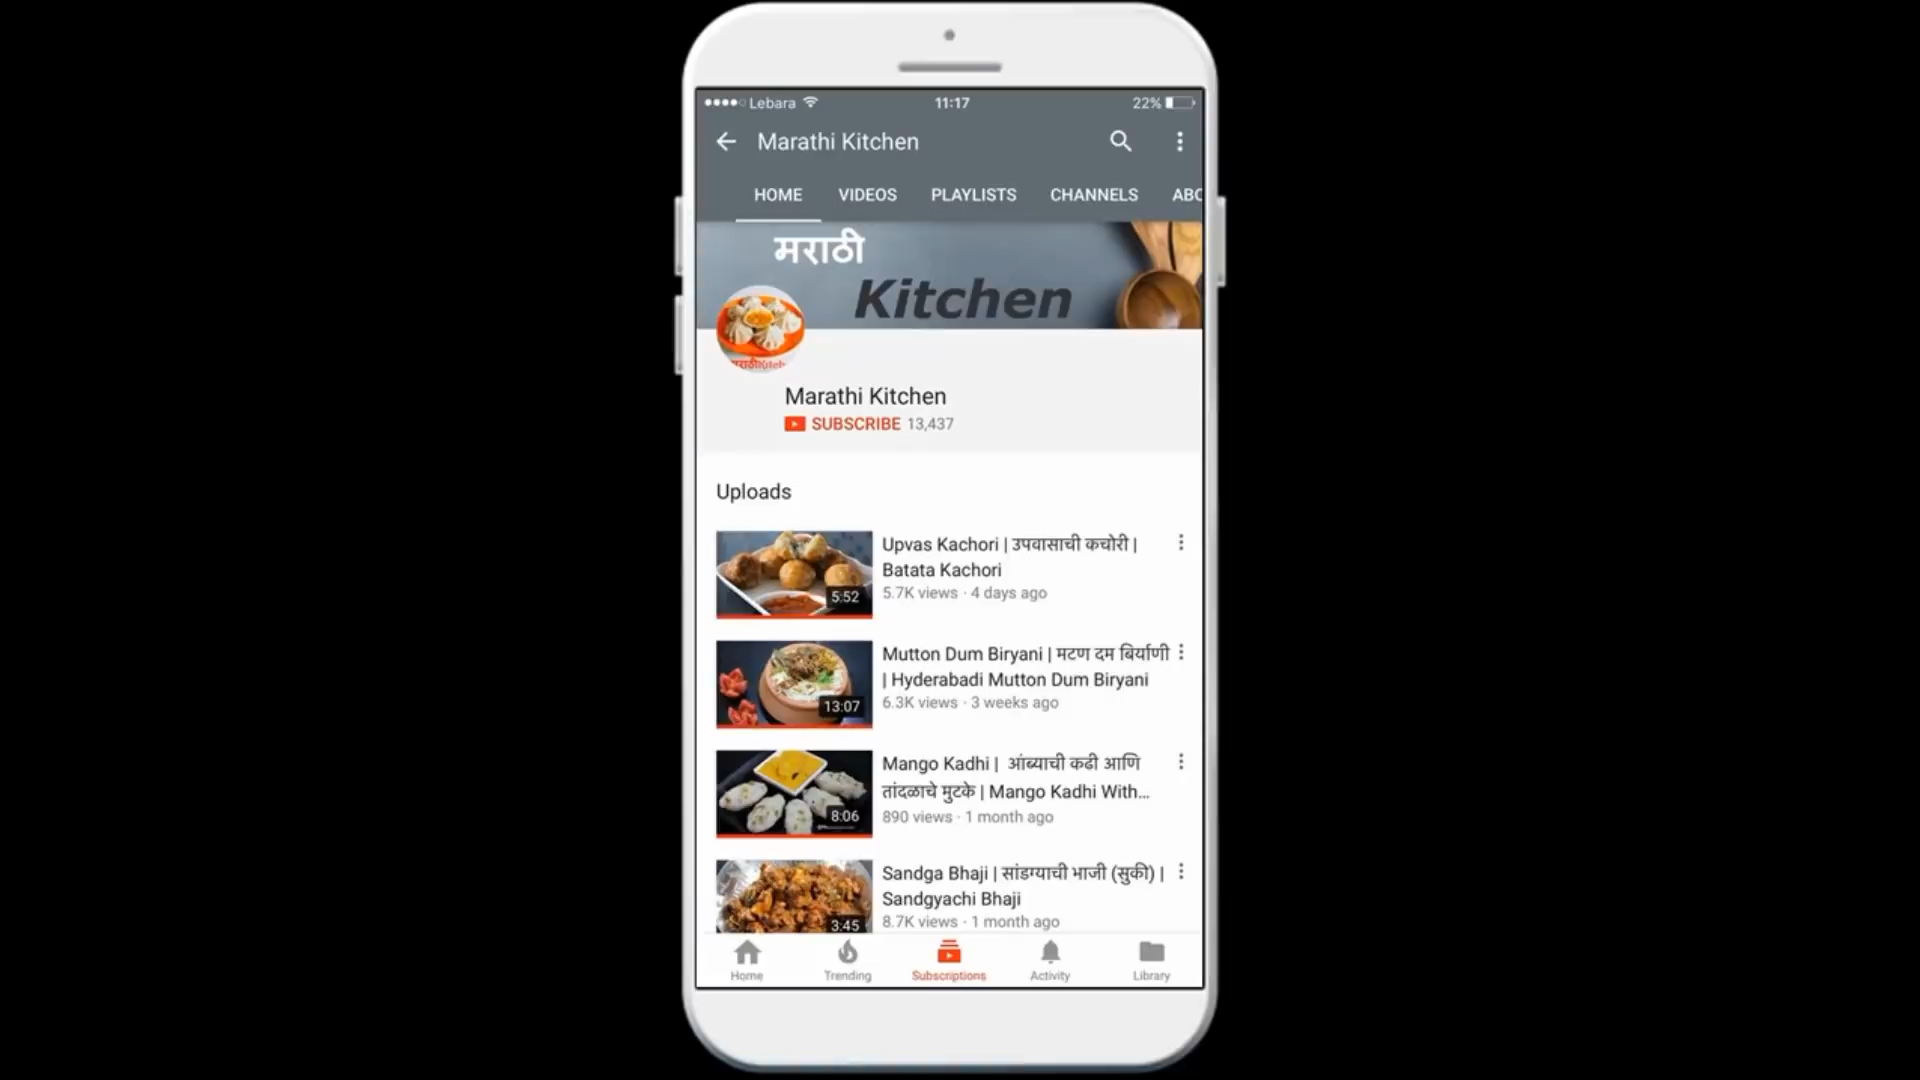 Lebara 11:17 22%
Marathi Kitchen
HOME VIDEOS PLAYLISTS CHANNELS ABC
मराठी
Kitchen
Marathi Kitchen
SUBSCRIBE 13,437
Uploads
Upvas Kachori | उपवासाची कचोरी |
Batata Kachori
5.7K views · 4 days ago
5:52
Mutton Dum Biryani | मटण दम बिर्याणी
| Hyderabadi Mutton Dum Biryani
6.3K views · 3 weeks ago
13:07
Mango Kadhi | आंब्याची कढी आणि
तांदळाचे मुटके | Mango Kadhi With...
890 views · 1 month ago
8:06
Sandga Bhaji | सांडग्याची भाजी (सुकी) |
Sandgyachi Bhaji
8.7K views · 1 month ago
3:45
Home Trending Subscriptions Activity Library